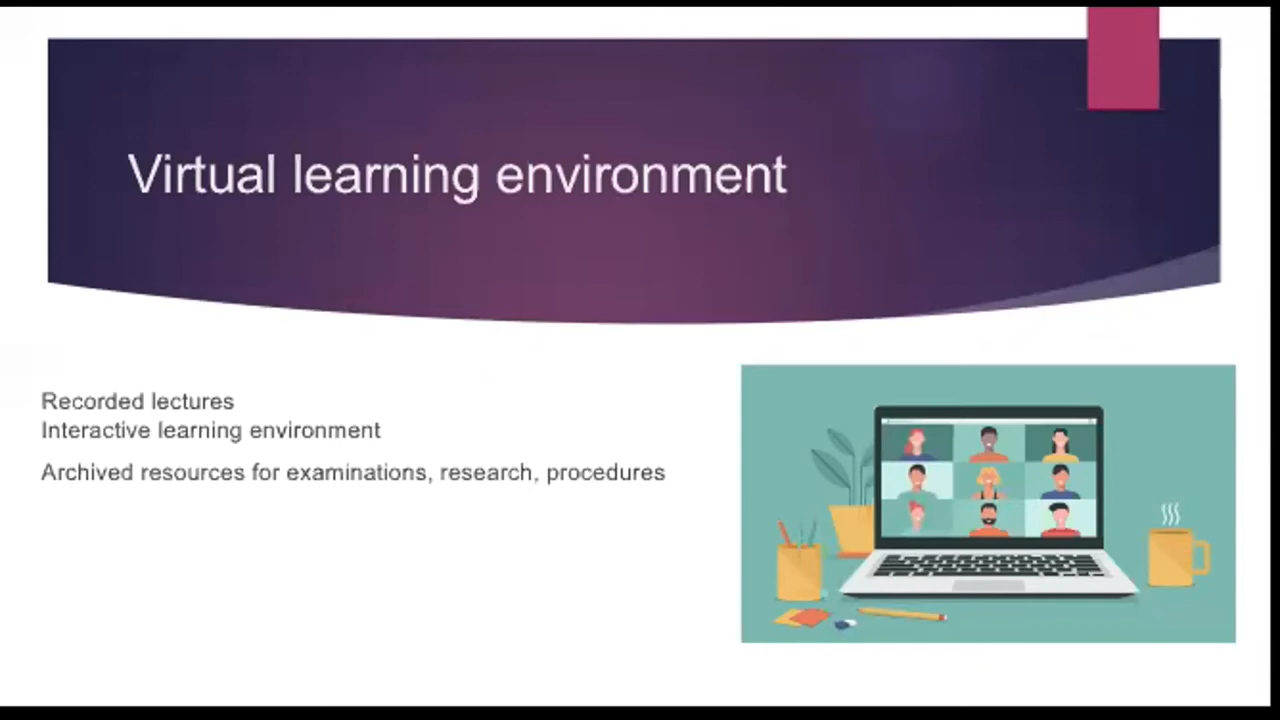 Virtual learning environment
Recorded lectures
Interactive learning environment
Archived resources for examinations, research, procedures